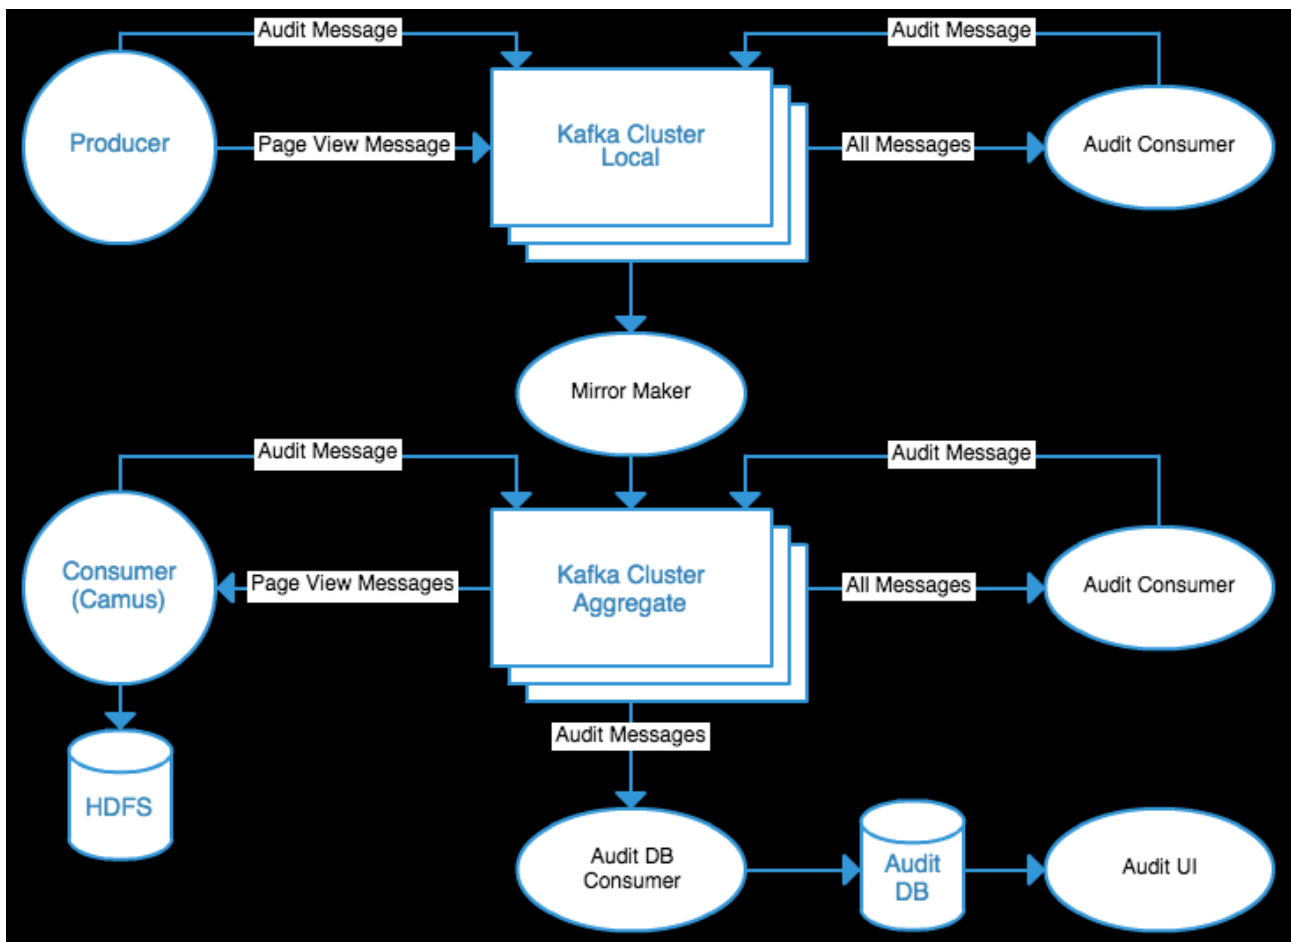 Audit Message
Audit Message
Producer
Page View Message
Kafka Cluster
Local
All Messages
Audit Consumer
Mirror Maker
Audit Message
Audit Message
Consumer
(Camus)
Page View Messages
Kafka Cluster
Aggregate
All Messages
Audit Consumer
Audit Messages
HDFS
Audit DB
Consumer
Audit
DB
Audit UI